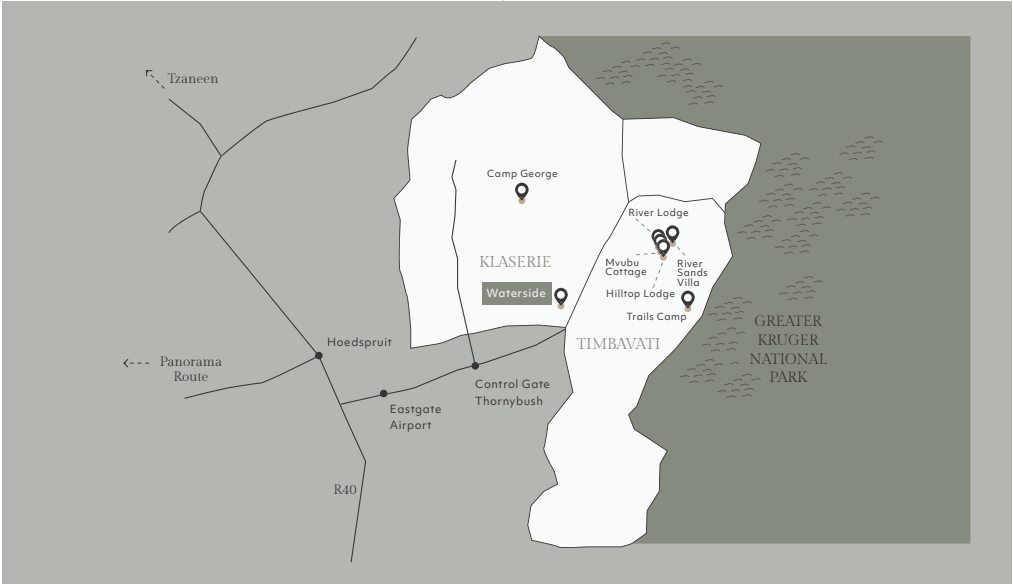 Tzaneen
Camp George
River Lodge
KLASERIE
Mvubu
Cottage
River
Sands
Villa
Waterside
Hilltop Lodge
Trails Camp
GREATER
KRUGER
NATIONAL
PARK
TIMBAVATI
Hoedspruit
Panorama
Route
Control Gate
Thornybush
Eastgate
Airport
R40